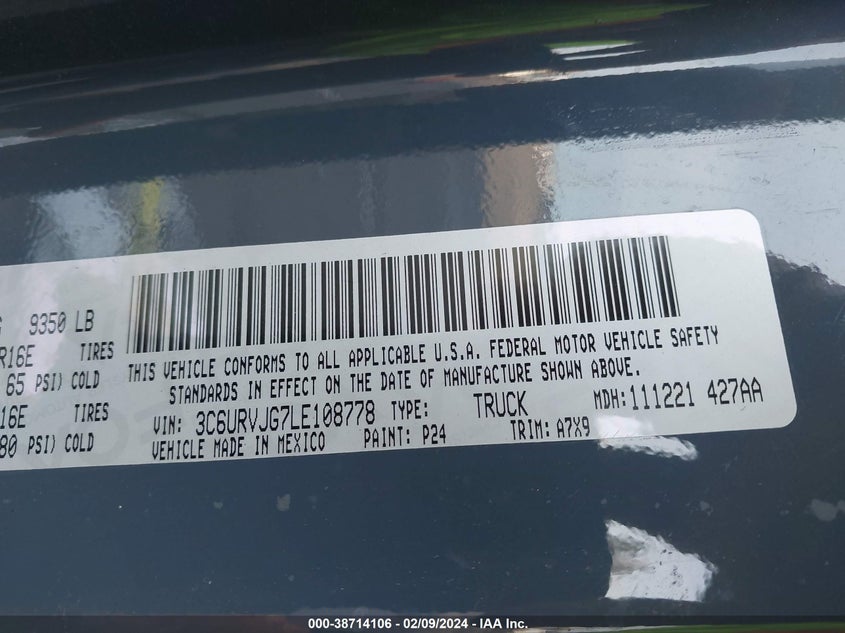 9350 LB
R16E TIRES
65 PSI) COLD
16E TIRES
80 PSI) COLD
THIS VEHICLE CONFORMS TO ALL APPLICABLE U.S.A. FEDERAL MOTOR VEHICLE SAFETY
STANDARDS IN EFFECT ON THE DATE OF MANUFACTURE SHOWN ABOVE.
VIN: 3C6URVJG7LE108778 TYPE: TRUCK MDH: 111221 427AA
VEHICLE MADE IN MEXICO PAINT: P24 TRIM: A7X9
000-38714106 - 02/09/2024 - IAA Inc.